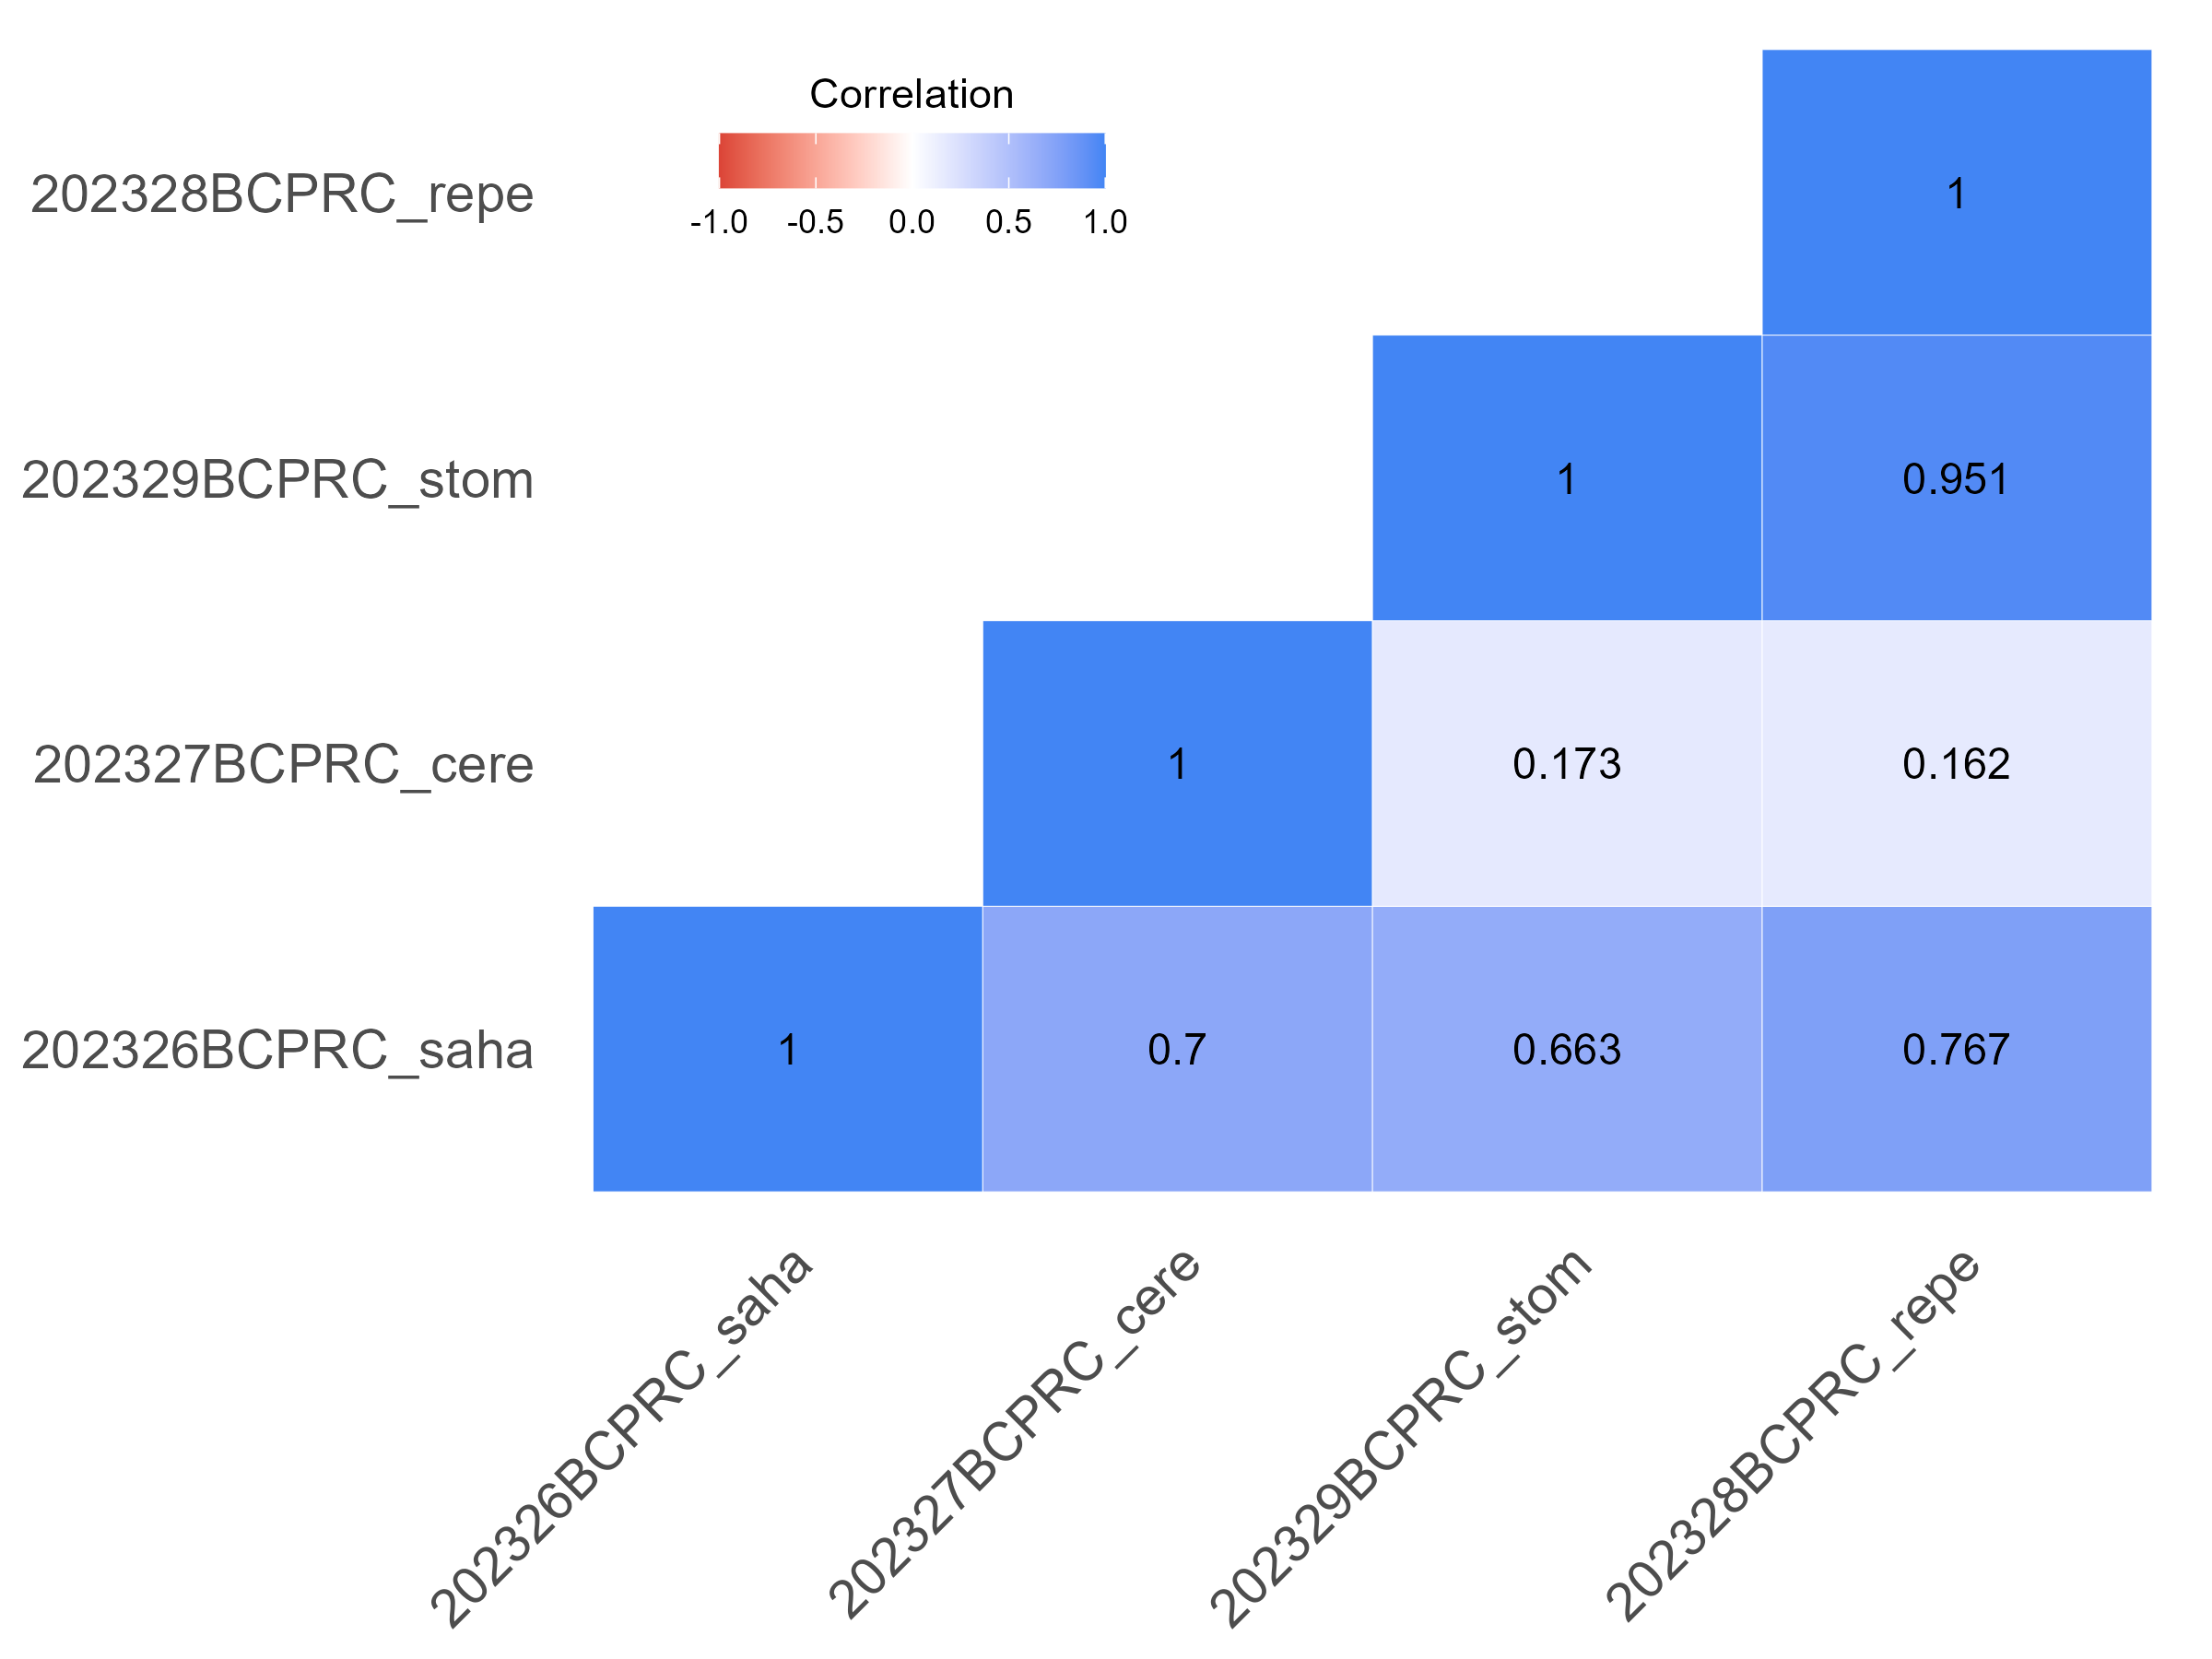 Correlation
-1.0 -0.5 0.0 0.5 1.0
202328BCPRC_repe 1
202329BCPRC_stom 1 0.951
202327BCPRC_cere 1 0.173 0.162
202326BCPRC_saha 1 0.7 0.663 0.767
202326BCPRC_saha
202327BCPRC_cere
202329BCPRC_stom
202328BCPRC_repe